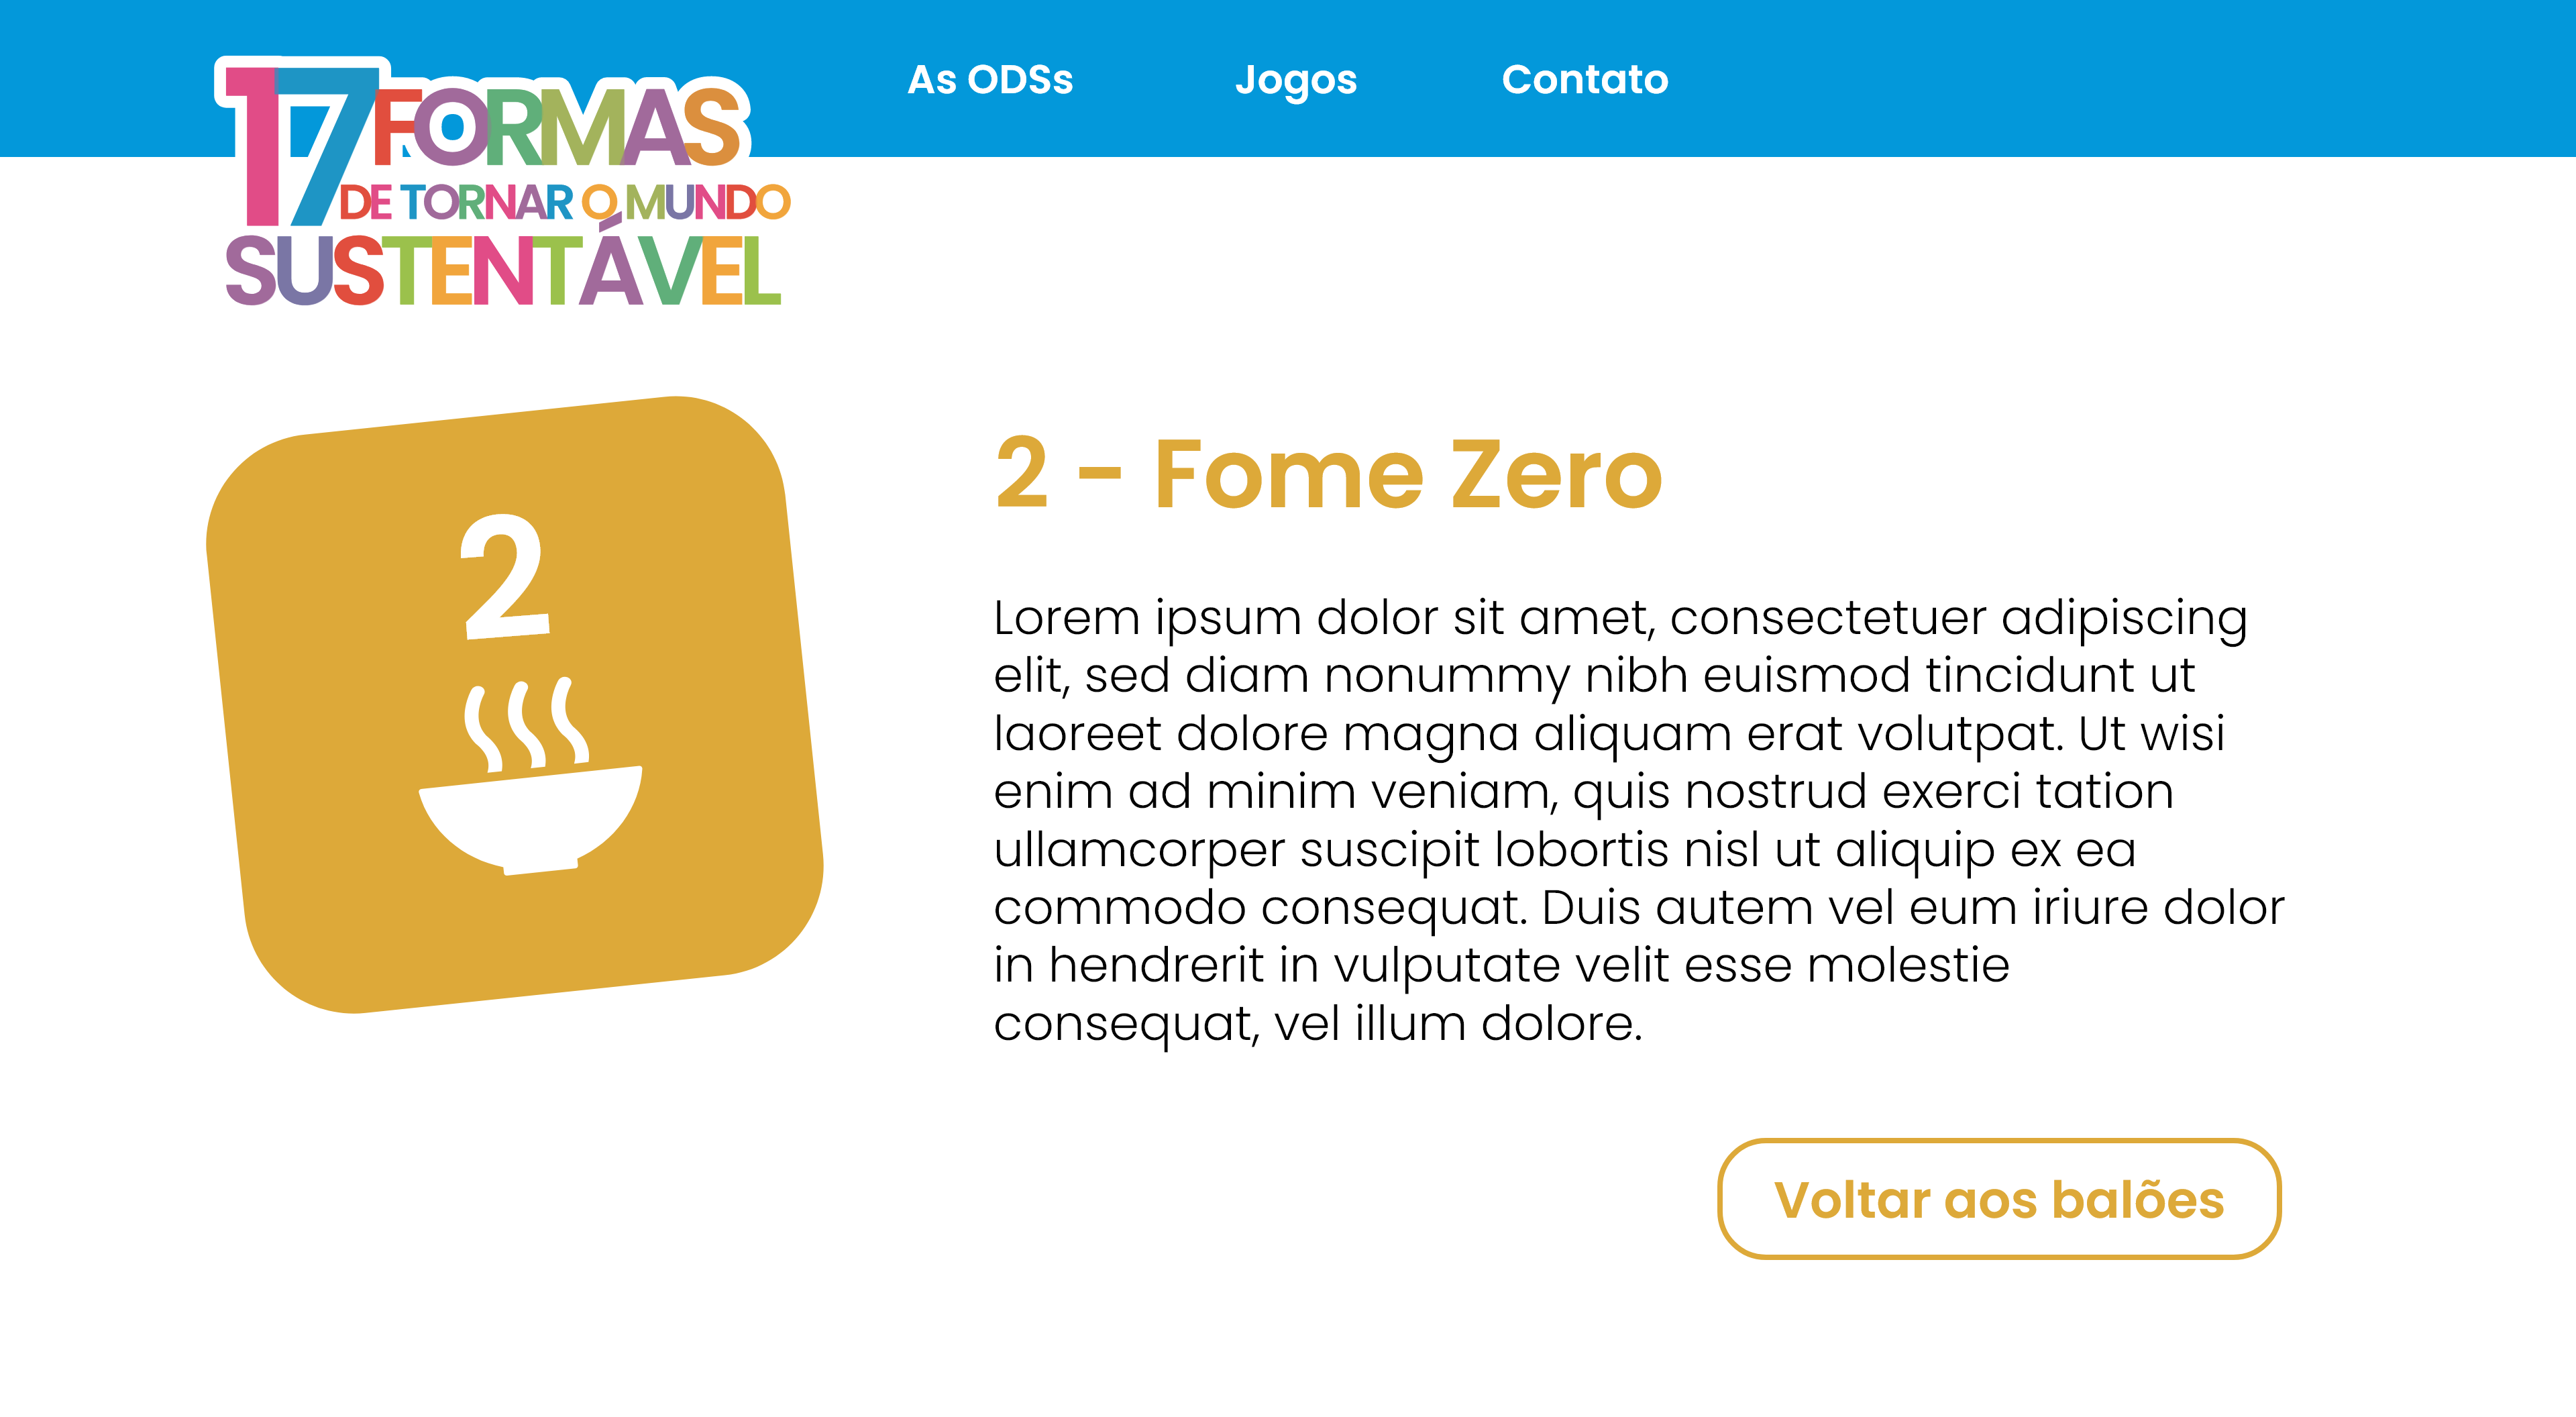 17 FORMAS
DE TORNAR O MUNDO
SUSTENTÁVEL
As ODSs
Jogos
Contato
2
2 - Fome Zero
Lorem ipsum dolor sit amet, consectetuer adipiscing
elit, sed diam nonummy nibh euismod tincidunt ut
laoreet dolore magna aliquam erat volutpat. Ut wisi
enim ad minim veniam, quis nostrud exerci tation
ullamcorper suscipit lobortis nisl ut aliquip ex ea
commodo consequat. Duis autem vel eum iriure dolor
in hendrerit in vulputate velit esse molestie
consequat, vel illum dolore.
Voltar aos balões